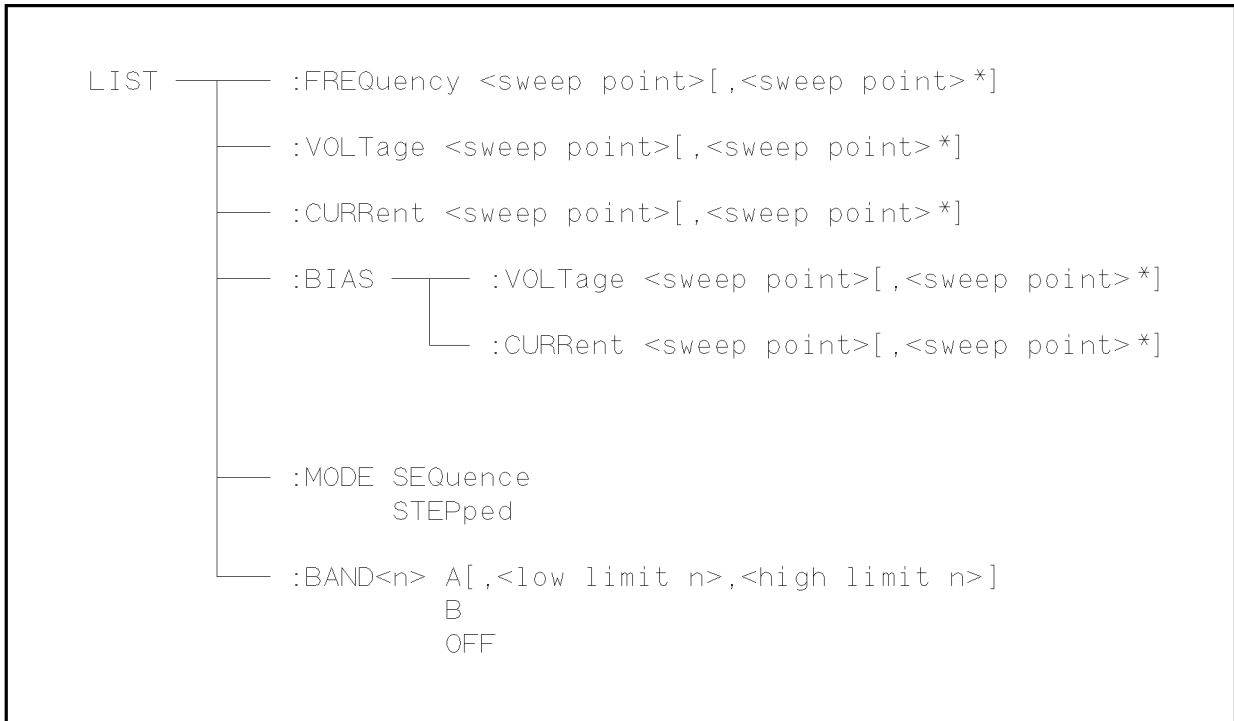 LIST :FREQuency <sweep point>[,<sweep point>*]
:VOLTage <sweep point>[,<sweep point>*]
:CURRent <sweep point>[,<sweep point>*]
:BIAS :VOLTage <sweep point>[,<sweep point>*]
:CURRent <sweep point>[,<sweep point>*]
:MODE SEQuence
STEPped
:BAND<n> A[,<low limit n>,<high limit n>]
B
OFF